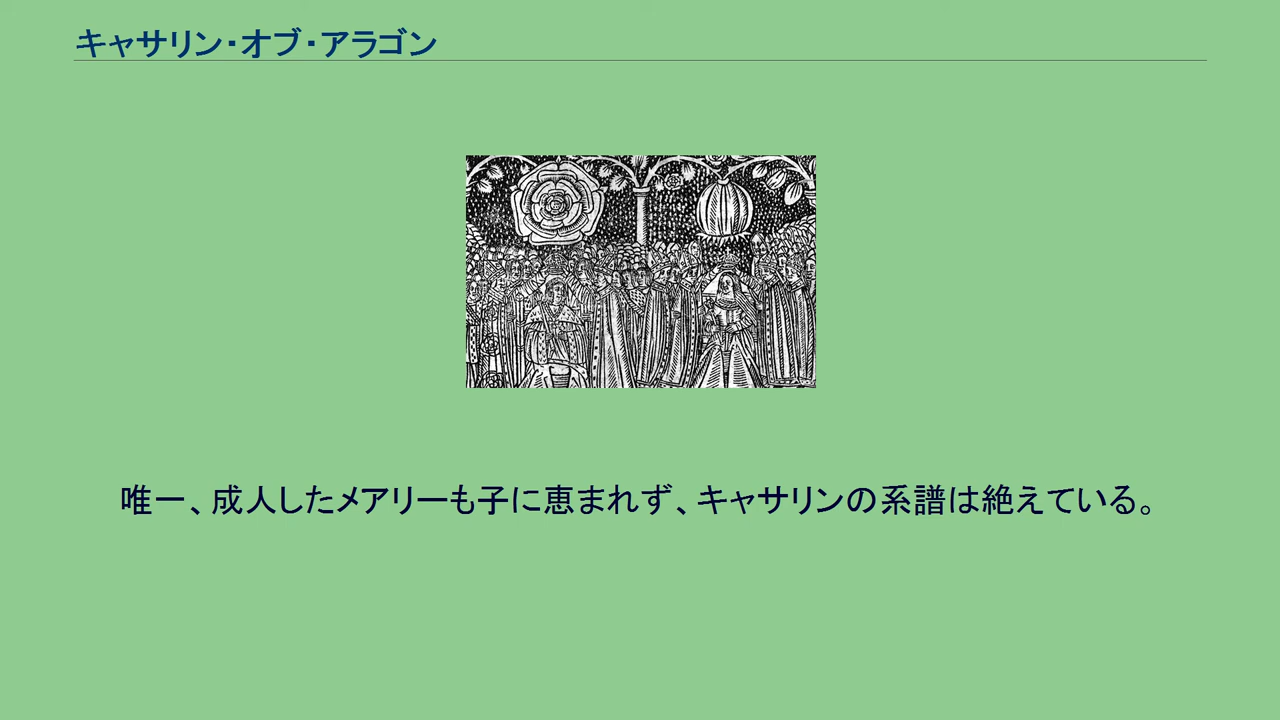 キャサリン・オブ・アラゴン
唯一、成人したメアリーも子に恵まれず、キャサリンの系譜は絶えている。